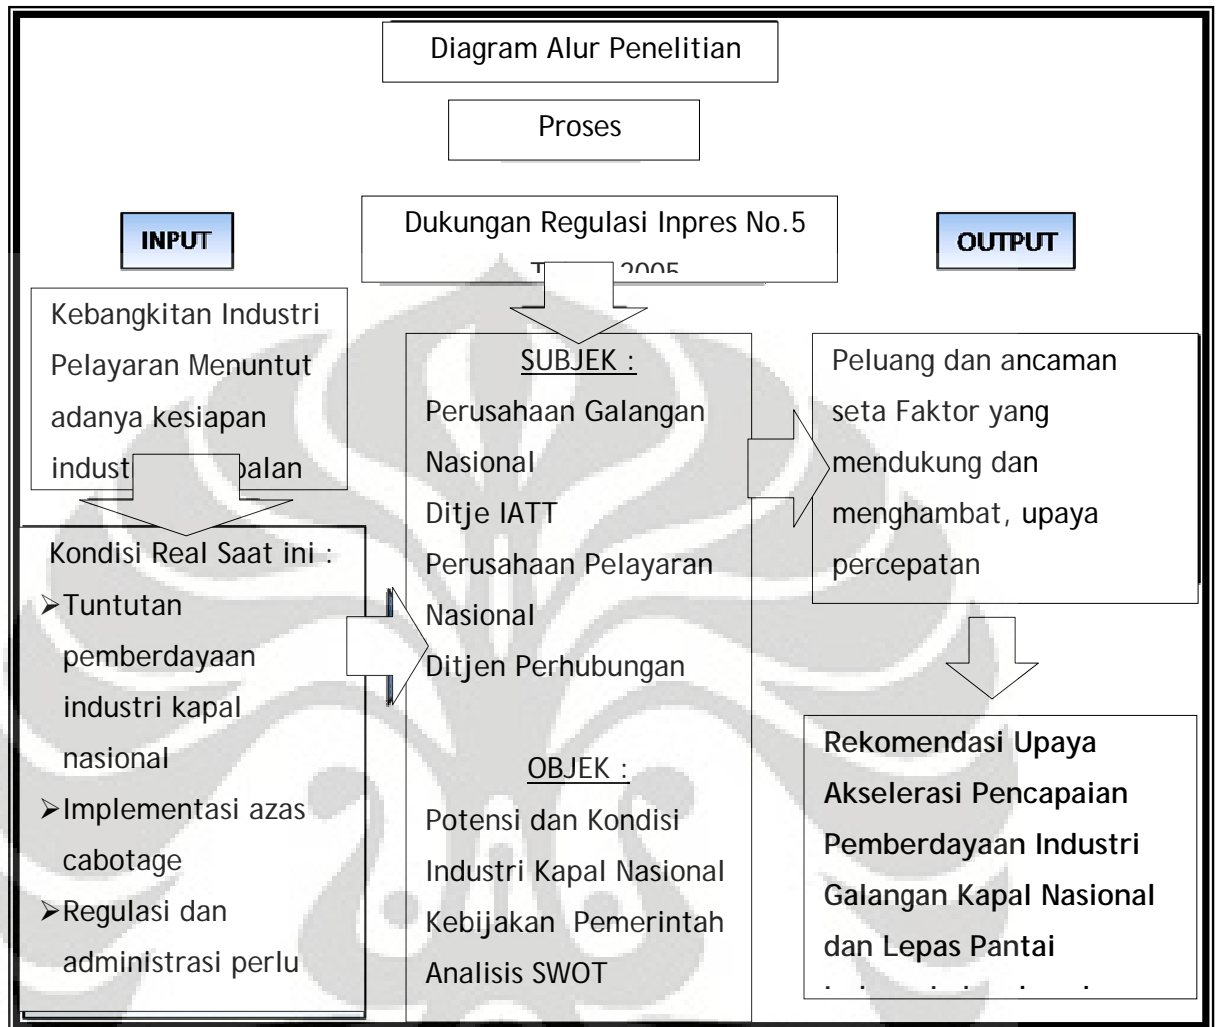 Diagram Alur Penelitian
Proses
Dukungan Regulasi Inpres No.5
2005
INPUT
Kebangkitan Industri
Pelayaran Menuntut
adanya kesiapan
Kondisi Real Saat ini :
➢Tuntutan
pemberdayaan
industri kapal
nasional
➢Implementasi azas
cabotage
➢Regulasi dan
administrasi perlu
SUBJEK :
Perusahaan Galangan
Nasional
Ditje IATT
Perusahaan Pelayaran
Nasional
Ditjen Perhubungan
OBJEK :
Potensi dan Kondisi
Industri Kapal Nasional
Kebijakan Pemerintah
Analisis SWOT
OUTPUT
Peluang dan ancaman
seta Faktor yang
mendukung dan
menghambat, upaya
percepatan
Rekomendasi Upaya
Akselerasi Pencapaian
Pemberdayaan Industri
Galangan Kapal Nasional
dan Lepas Pantai